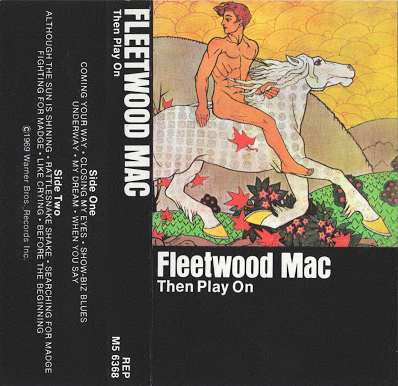 ALTHOUGH THE SUN IS SHINING • RATTLESNAKE SHAKE • SEARCHING FOR MADGE
FIGHTING FOR MADGE • LIKE CRYING • BEFORE THE BEGINNING
©1969 Warner Bros. Records Inc.
Side Two
COMING YOUR WAY • CLOSING MY EYES • SHOW-BIZ BLUES
UNDERWAY • MY DREAM • WHEN YOU SAY
Side One
FLEETWOOD MAC
Then Play On
REP
M5 6368
Fleetwood Mac
Then Play On